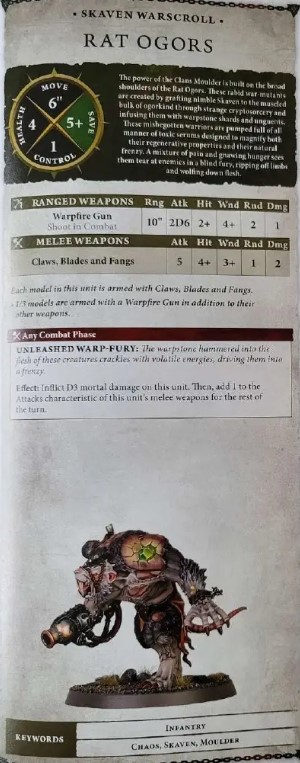 • SKAVEN WARSCROLL •
RAT OGORS
MOVE
6"
HEALTH
4
5+
SAVE
1
CONTROL
The power of the Clans Moulder is built on the broad
shoulders of the Rat Ogors. These rabid war-mutants
are created by grafting nimble Skaven to the muscled
bulk of ogorkind through strange cryptosorcery and
infusing them with warpstone shards and unguents.
These misbegotten warriors are pumped full of all
manner of toxic serums designed to magnify both
their regenerative properties and their natural
frenzy. A mixture of pain and gnawing hunger sees
them tear at enemies in a blind fury, ripping off limbs
and wolfing down flesh.
RANGED WEAPONS Rng Atk Hit Wnd Rnd Dmg
Warpfire Gun 10" 2D6 2+ 4+ 2 1
Shoot in Combat
MELEE WEAPONS Atk Hit Wnd Rnd Dmg
Claws, Blades and Fangs 5 4+ 3+ 1 2
Each model in this unit is armed with Claws, Blades and Fangs.
• 1/3 models are armed with a Warpfire Gun in addition to their
other weapons.
Any Combat Phase
UNLEASHED WARP-FURY: The warpstone hammered into the
flesh of these creatures crackles with volatile energies, driving them into
a frenzy.
Effect: Inflict D3 mortal damage on this unit. Then, add 1 to the
Attacks characteristic of this unit's melee weapons for the rest of
the turn.
KEYWORDS
INFANTRY
CHAOS, SKAVEN, MOULDER